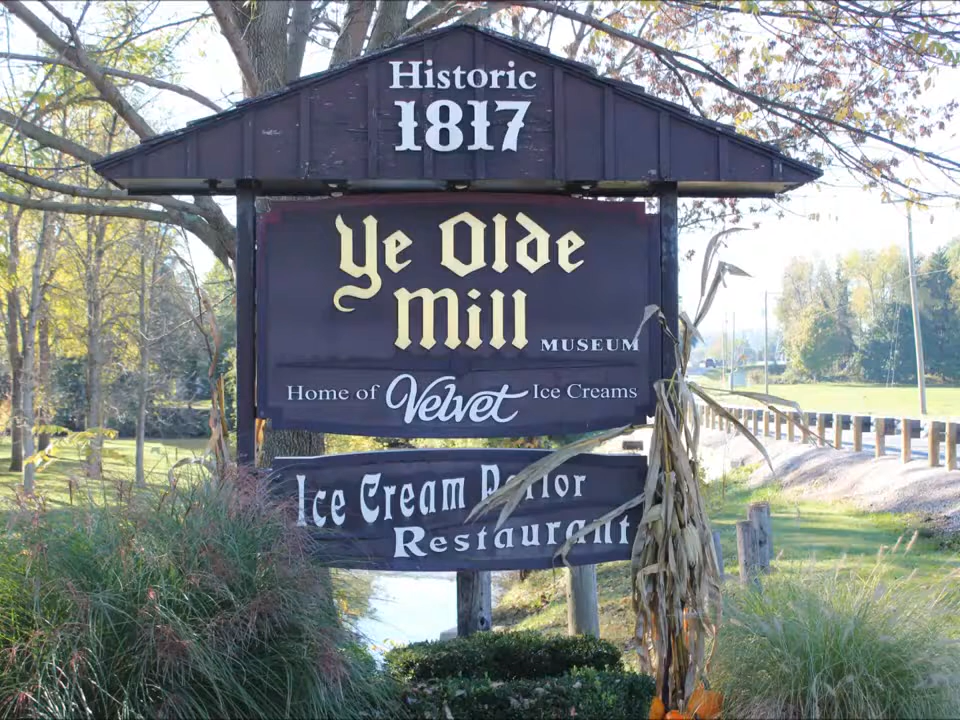 Historic
1817
Ye Olde
Mill
MUSEUM
Home of Velvet Ice Creams
Ice Cream Parlor
Restaurant